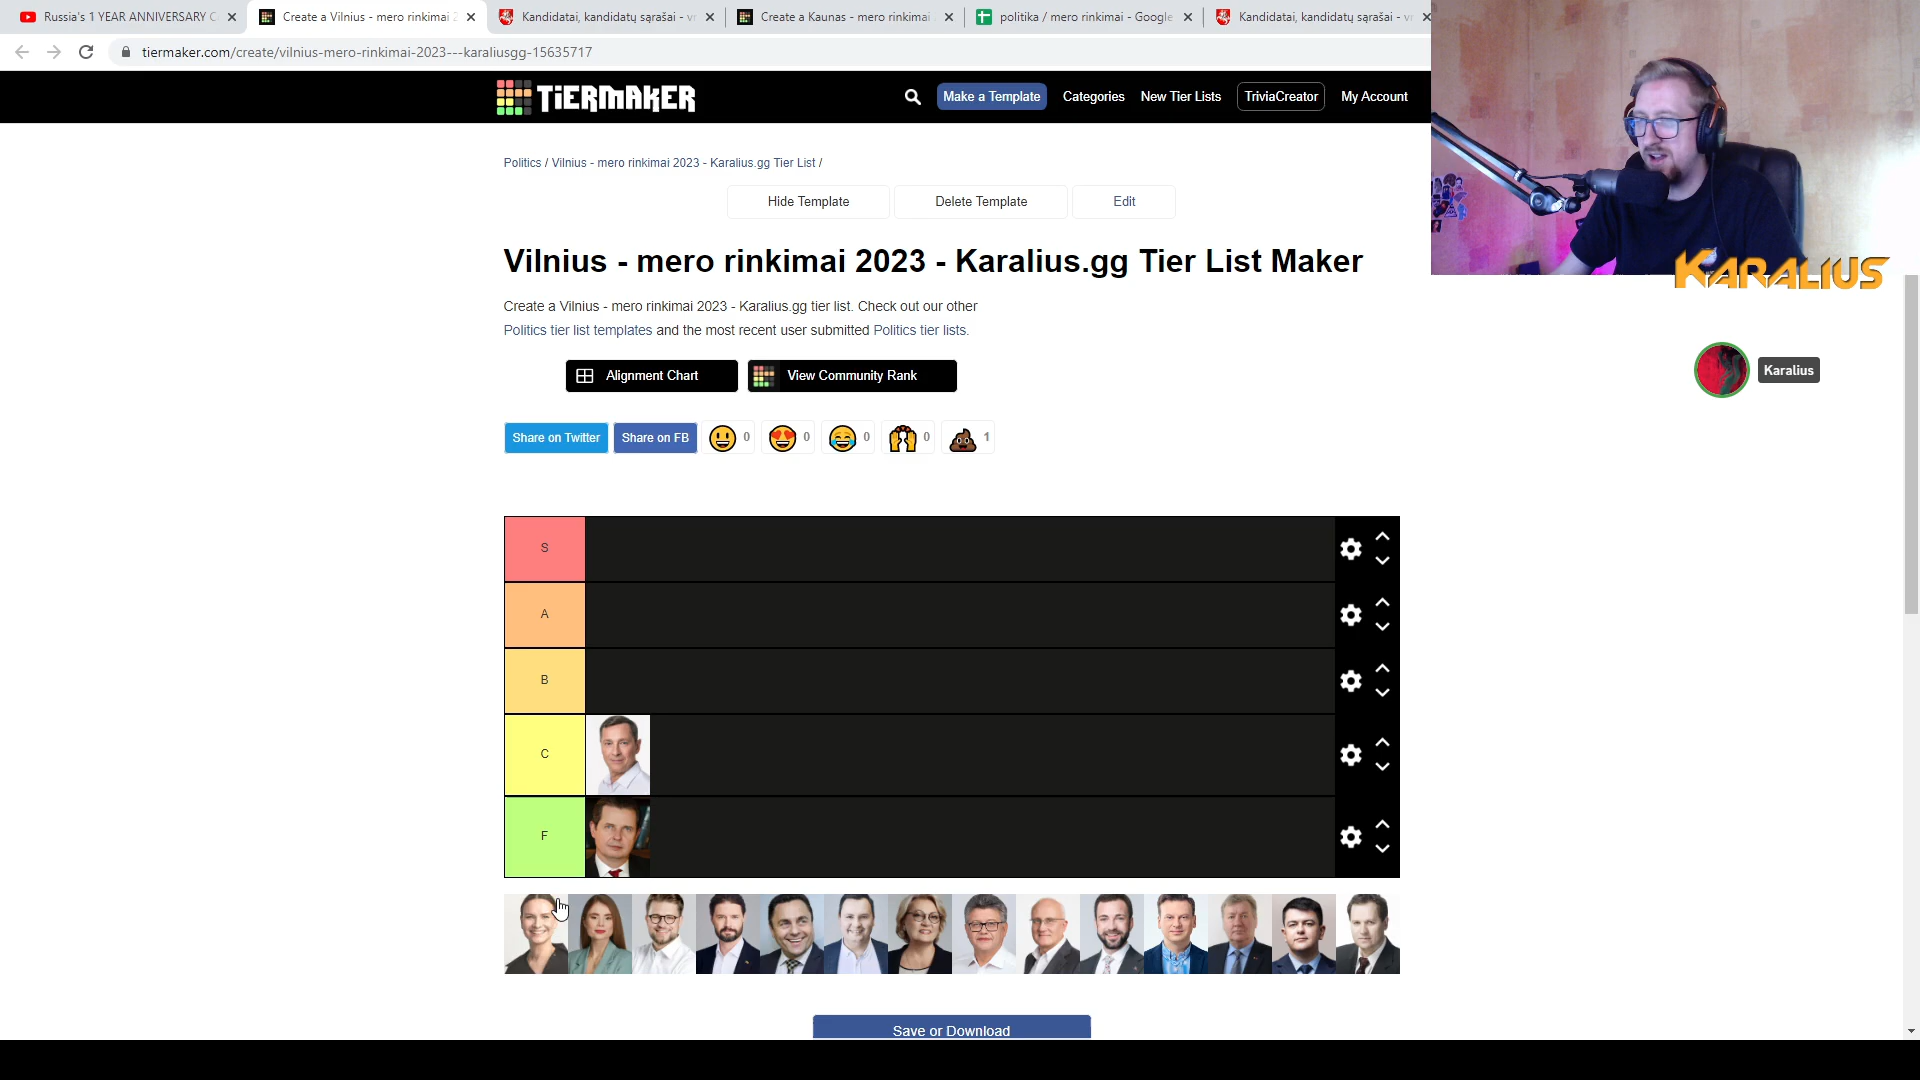 Russia's 1 YEAR ANNIVERSARY C
Create a Vilnius - mero rinkimai 2
Kandidatai, kandidatų sąrašai - vr
Create a Kaunas - mero rinkimai
politika / mero rinkimai - Google
Kandidatai, kandidatų sąrašai - vr
tiermaker.com/create/vilnius-mero-rinkimai-2023---karaliusgg-15635717
TiERMAKER
Make a Template
Categories
New Tier Lists
TriviaCreator
My Account
Politics / Vilnius - mero rinkimai 2023 - Karalius.gg Tier List /
Hide Template
Delete Template
Edit
Vilnius - mero rinkimai 2023 - Karalius.gg Tier List Maker
KARALIUS
Create a Vilnius - mero rinkimai 2023 - Karalius.gg tier list. Check out our other
Politics tier list templates and the most recent user submitted Politics tier lists.
Alignment Chart
View Community Rank
Karalius
Share on Twitter
Share on FB
0
0
0
0
1
S
A
B
C
F
Save or Download